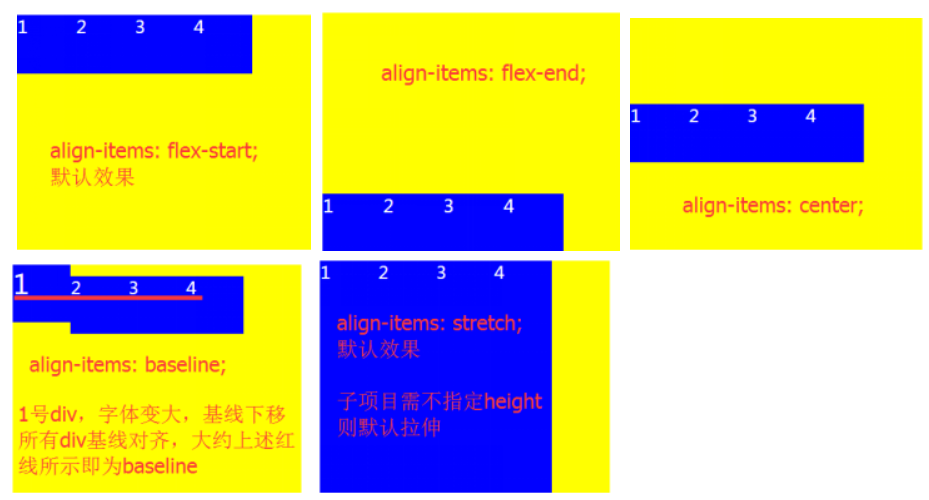 1 2 3 4
align-items: flex-start;
默认效果
align-items: flex-end;
1 2 3 4
1 2 3 4
align-items: center;
1 2 3 4
align-items: baseline;
1号div，字体变大，基线下移
所有div基线对齐，大约上述红
线所示即为baseline
1 2 3 4
align-items: stretch;
默认效果
子项目需不指定height
则默认拉伸